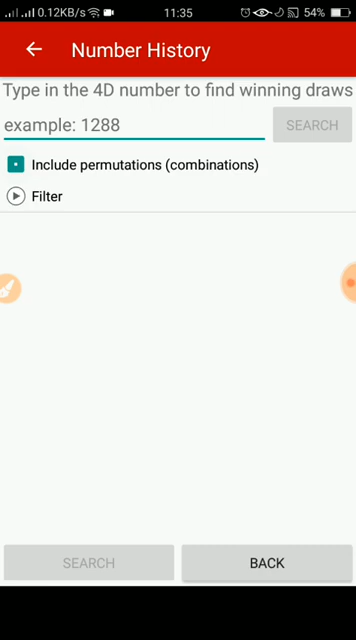 0.12KB/s 11:35 54%
Number History
Type in the 4D number to find winning draws
example: 1288 SEARCH
Include permutations (combinations)
Filter
SEARCH BACK